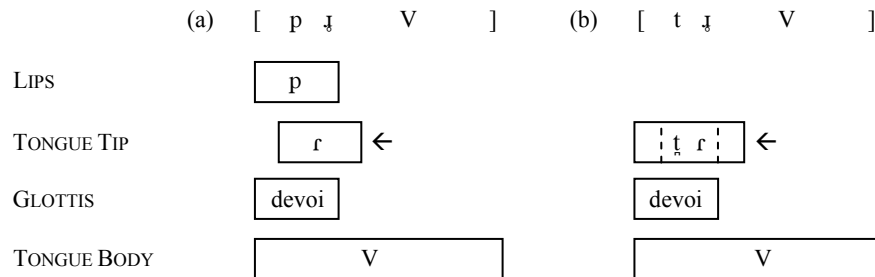 (a) [ p ɹ̝̥ V ] (b) [ t ɹ̝̥ V ]
LIPS p
TONGUE TIP ɾ ← t̪ ɾ ←
GLOTTIS devoi devoi
TONGUE BODY V V